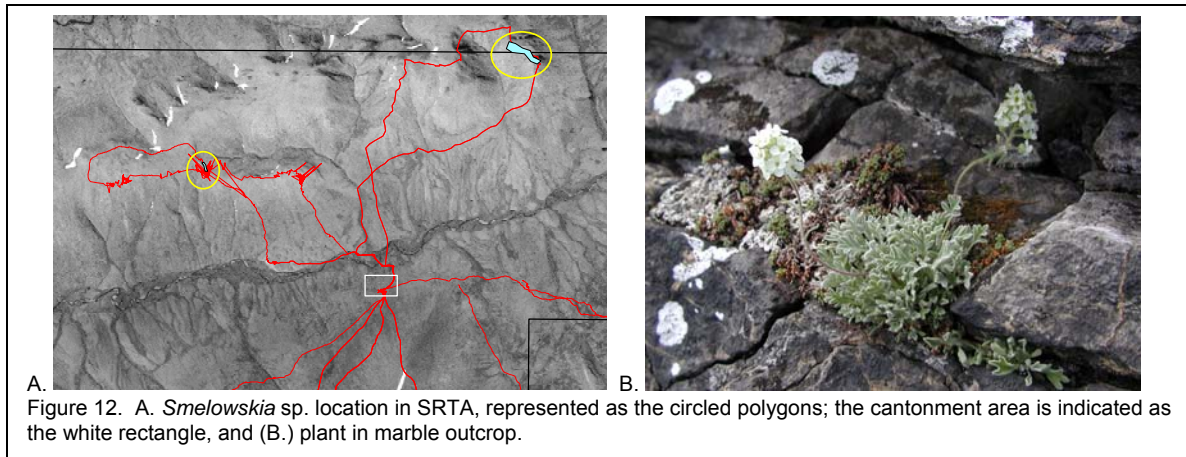 A.
B.
Figure 12. A. Smelowskia sp. location in SRTA, represented as the circled polygons; the cantonment area is indicated as
the white rectangle, and (B.) plant in marble outcrop.